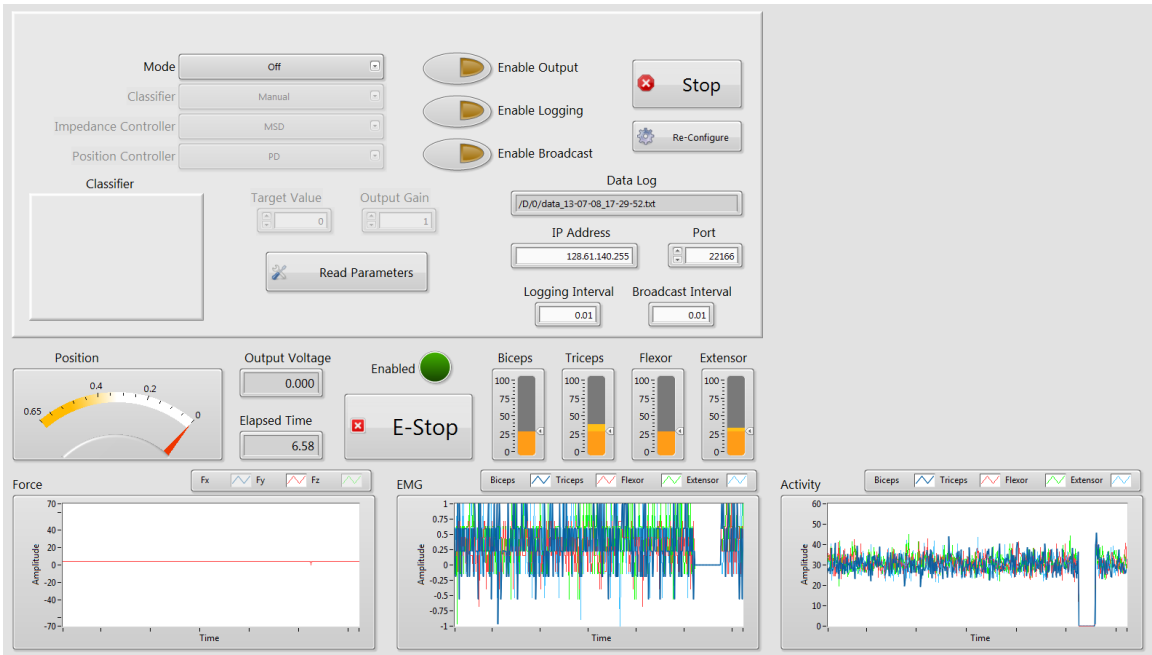 Mode Off
Enable Output
Stop
Classifier Manual
Enable Logging
Impedance Controller MSD
Re-Configure
Position Controller PD
Enable Broadcast
Classifier
Target Value
0
Output Gain
1
Read Parameters
Data Log
/D/0/data_13-07-08_17-29-52.txt
IP Address
128.61.140.255
Port
22166
Logging Interval
0.01
Broadcast Interval
0.01
Position
0.65
0.4
0.2
0
Output Voltage
0.000
Elapsed Time
6.58
Enabled
E-Stop
Biceps
100
75
50
25
0
Triceps
100
75
50
25
0
Flexor
100
75
50
25
0
Extensor
100
75
50
25
0
Force
Fx Fy Fz
Amplitude
70
40
20
0
-20
-40
-70
Time
EMG
Biceps Triceps Flexor Extensor
Amplitude
1
0.75
0.5
0.25
0
-0.25
-0.5
-0.75
-1
Time
Activity
Biceps Triceps Flexor Extensor
Amplitude
60
50
40
30
20
10
0
Time